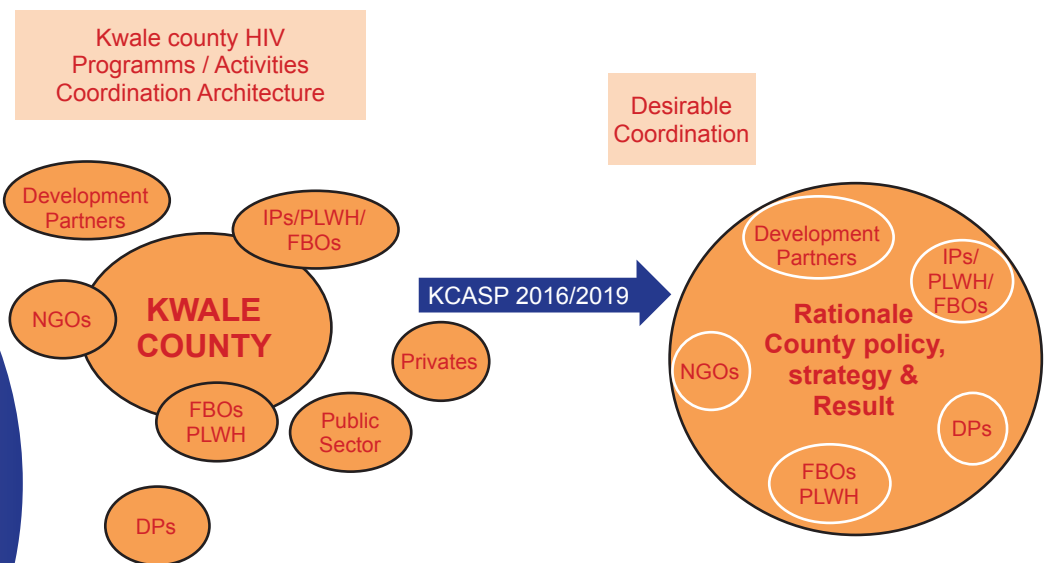 Kwale county HIV
Programms / Activities
Coordination Architecture
Desirable
Coordination
Development
Partners
IPs/PLWH/
FBOs
NGOs
KWALE
COUNTY
FBOs
PLWH
Public
Sector
Privates
DPs
KCASP 2016/2019
Development
Partners
IPs/
PLWH/
FBOs
NGOs
Rationale
County policy,
strategy &
Result
DPs
FBOs
PLWH